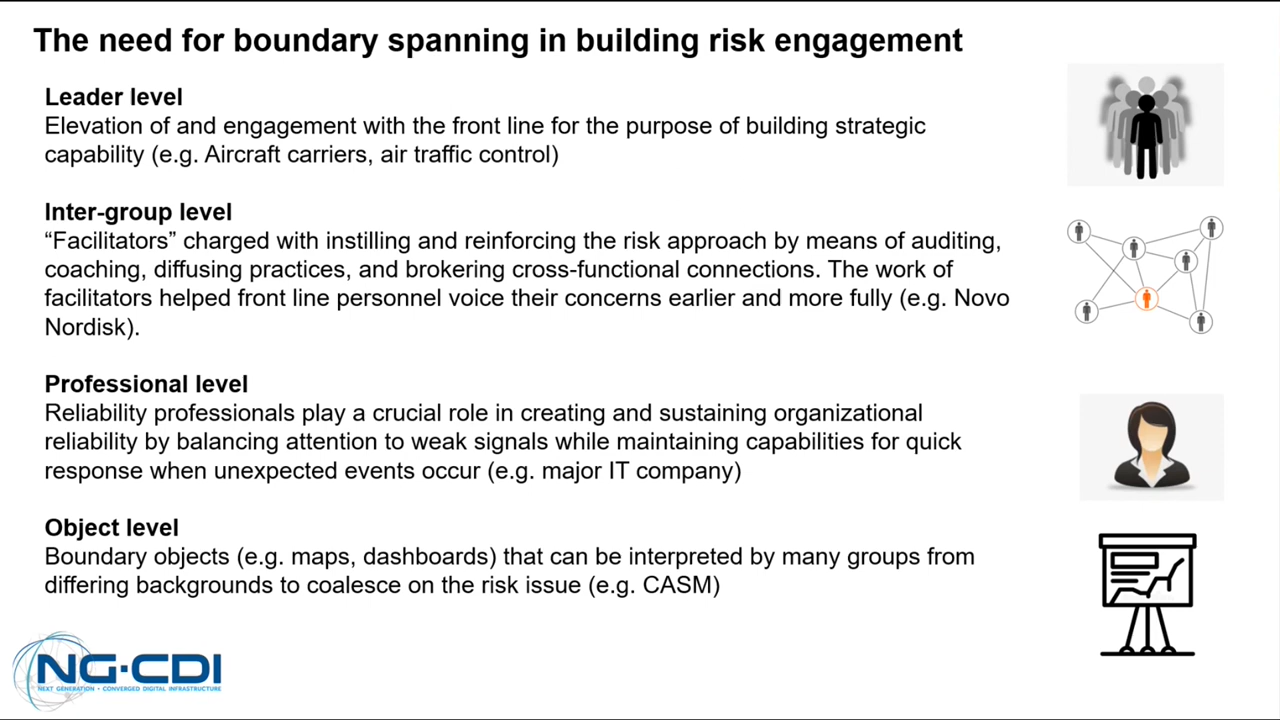 The need for boundary spanning in building risk engagement
Leader level
Elevation of and engagement with the front line for the purpose of building strategic
capability (e.g. Aircraft carriers, air traffic control)
Inter-group level
“Facilitators” charged with instilling and reinforcing the risk approach by means of auditing,
coaching, diffusing practices, and brokering cross-functional connections. The work of
facilitators helped front line personnel voice their concerns earlier and more fully (e.g. Novo
Nordisk).
Professional level
Reliability professionals play a crucial role in creating and sustaining organizational
reliability by balancing attention to weak signals while maintaining capabilities for quick
response when unexpected events occur (e.g. major IT company)
Object level
Boundary objects (e.g. maps, dashboards) that can be interpreted by many groups from
differing backgrounds to coalesce on the risk issue (e.g. CASM)
NG·CDI
NEXT GENERATION • CONVERGED DIGITAL INFRASTRUCTURE